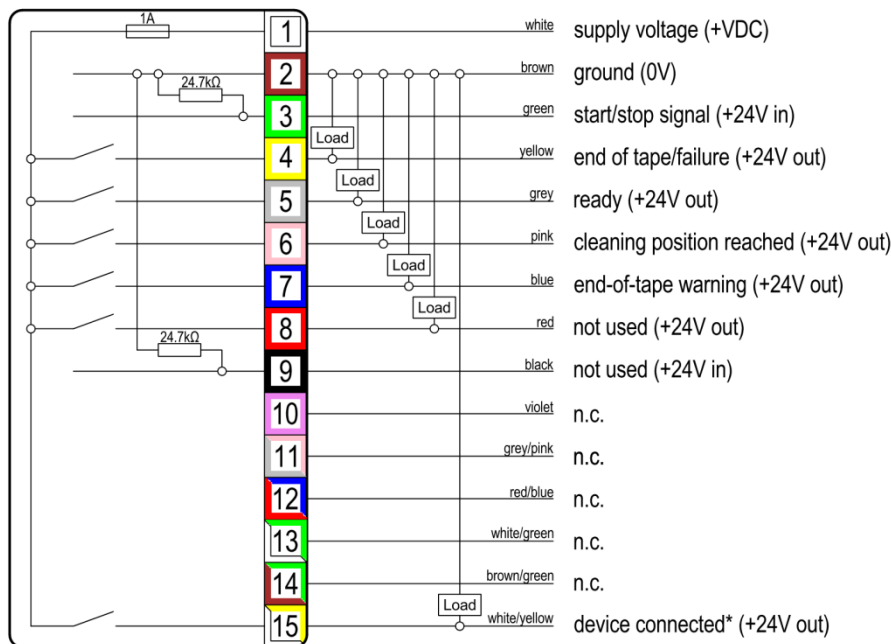 1A 1 white supply voltage (+VDC)
2 brown ground (0V)
24.7kΩ
3 green start/stop signal (+24V in)
Load
4 yellow end of tape/failure (+24V out)
Load
5 grey ready (+24V out)
Load
6 pink cleaning position reached (+24V out)
Load
7 blue end-of-tape warning (+24V out)
Load
8 red not used (+24V out)
24.7kΩ
9 black not used (+24V in)
10 violet n.c.
11 grey/pink n.c.
12 red/blue n.c.
13 white/green n.c.
14 brown/green n.c.
Load
15 white/yellow device connected* (+24V out)